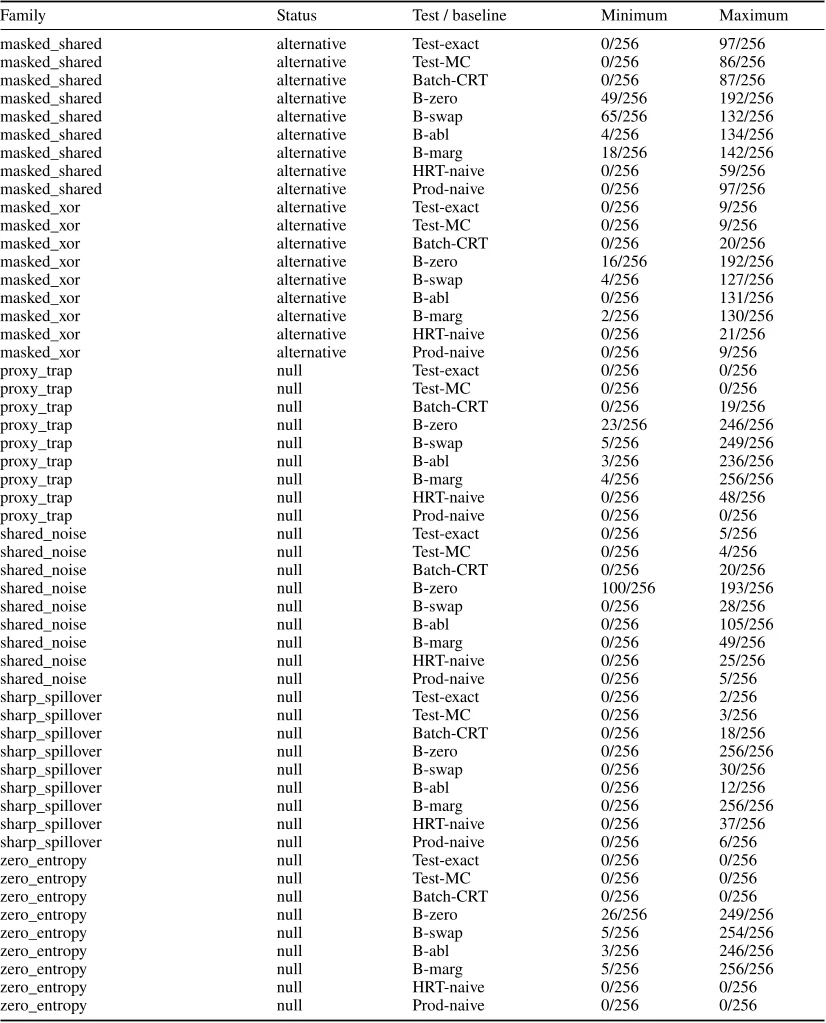 Family Status Test / baseline Minimum Maximum
masked_shared alternative Test-exact 0/256 97/256
masked_shared alternative Test-MC 0/256 86/256
masked_shared alternative Batch-CRT 0/256 87/256
masked_shared alternative B-zero 49/256 192/256
masked_shared alternative B-swap 65/256 132/256
masked_shared alternative B-abl 4/256 134/256
masked_shared alternative B-marg 18/256 142/256
masked_shared alternative HRT-naive 0/256 59/256
masked_shared alternative Prod-naive 0/256 97/256
masked_xor alternative Test-exact 0/256 9/256
masked_xor alternative Test-MC 0/256 9/256
masked_xor alternative Batch-CRT 0/256 20/256
masked_xor alternative B-zero 16/256 192/256
masked_xor alternative B-swap 4/256 127/256
masked_xor alternative B-abl 0/256 131/256
masked_xor alternative B-marg 2/256 130/256
masked_xor alternative HRT-naive 0/256 21/256
masked_xor alternative Prod-naive 0/256 9/256
proxy_trap null Test-exact 0/256 0/256
proxy_trap null Test-MC 0/256 0/256
proxy_trap null Batch-CRT 0/256 19/256
proxy_trap null B-zero 23/256 246/256
proxy_trap null B-swap 5/256 249/256
proxy_trap null B-abl 3/256 236/256
proxy_trap null B-marg 4/256 256/256
proxy_trap null HRT-naive 0/256 48/256
proxy_trap null Prod-naive 0/256 0/256
shared_noise null Test-exact 0/256 5/256
shared_noise null Test-MC 0/256 4/256
shared_noise null Batch-CRT 0/256 20/256
shared_noise null B-zero 100/256 193/256
shared_noise null B-swap 0/256 28/256
shared_noise null B-abl 0/256 105/256
shared_noise null B-marg 0/256 49/256
shared_noise null HRT-naive 0/256 25/256
shared_noise null Prod-naive 0/256 5/256
sharp_spillover null Test-exact 0/256 2/256
sharp_spillover null Test-MC 0/256 3/256
sharp_spillover null Batch-CRT 0/256 18/256
sharp_spillover null B-zero 0/256 256/256
sharp_spillover null B-swap 0/256 30/256
sharp_spillover null B-abl 0/256 12/256
sharp_spillover null B-marg 0/256 256/256
sharp_spillover null HRT-naive 0/256 37/256
sharp_spillover null Prod-naive 0/256 6/256
zero_entropy null Test-exact 0/256 0/256
zero_entropy null Test-MC 0/256 0/256
zero_entropy null Batch-CRT 0/256 0/256
zero_entropy null B-zero 26/256 249/256
zero_entropy null B-swap 5/256 254/256
zero_entropy null B-abl 3/256 246/256
zero_entropy null B-marg 5/256 256/256
zero_entropy null HRT-naive 0/256 0/256
zero_entropy null Prod-naive 0/256 0/256